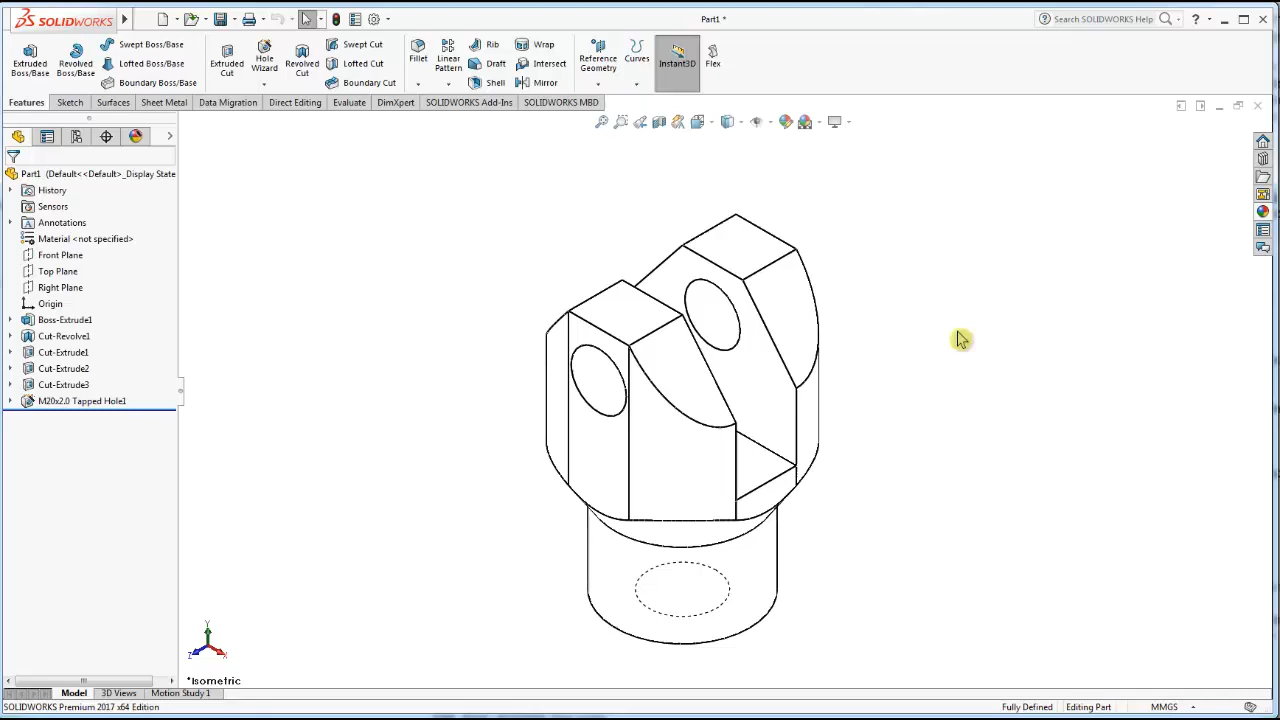 SOLIDWORKS
Part1 *
Search SOLIDWORKS Help
Extruded Boss/Base
Revolved Boss/Base
Swept Boss/Base
Lofted Boss/Base
Boundary Boss/Base
Extruded Cut
Hole Wizard
Revolved Cut
Swept Cut
Lofted Cut
Boundary Cut
Fillet
Linear Pattern
Rib
Draft
Shell
Wrap
Intersect
Mirror
Reference Geometry
Curves
Instant3D
Flex
Features
Sketch
Surfaces
Sheet Metal
Data Migration
Direct Editing
Evaluate
DimXpert
SOLIDWORKS Add-Ins
SOLIDWORKS MBD
Part1 (Default<<Default>_Display State
History
Sensors
Annotations
Material <not specified>
Front Plane
Top Plane
Right Plane
Origin
Boss-Extrude1
Cut-Revolve1
Cut-Extrude1
Cut-Extrude2
Cut-Extrude3
M20x2.0 Tapped Hole1
Y
Z
X
*Isometric
Model
3D Views
Motion Study 1
SOLIDWORKS Premium 2017 x64 Edition
Fully Defined
Editing Part
MMGS